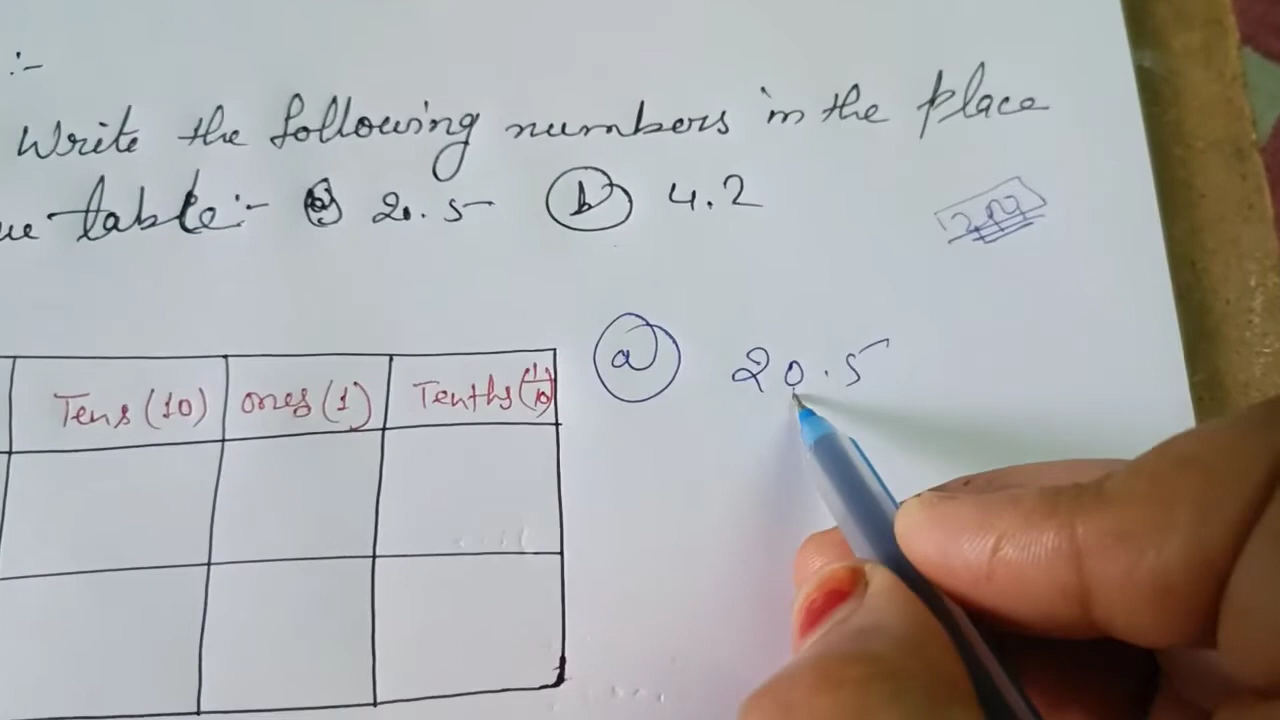 :-
Write the following numbers in the place
ue table:- (a) 20.5 (b) 4.2
Tens (10) ones (1) Tenths (1/10)
(a) 20.5